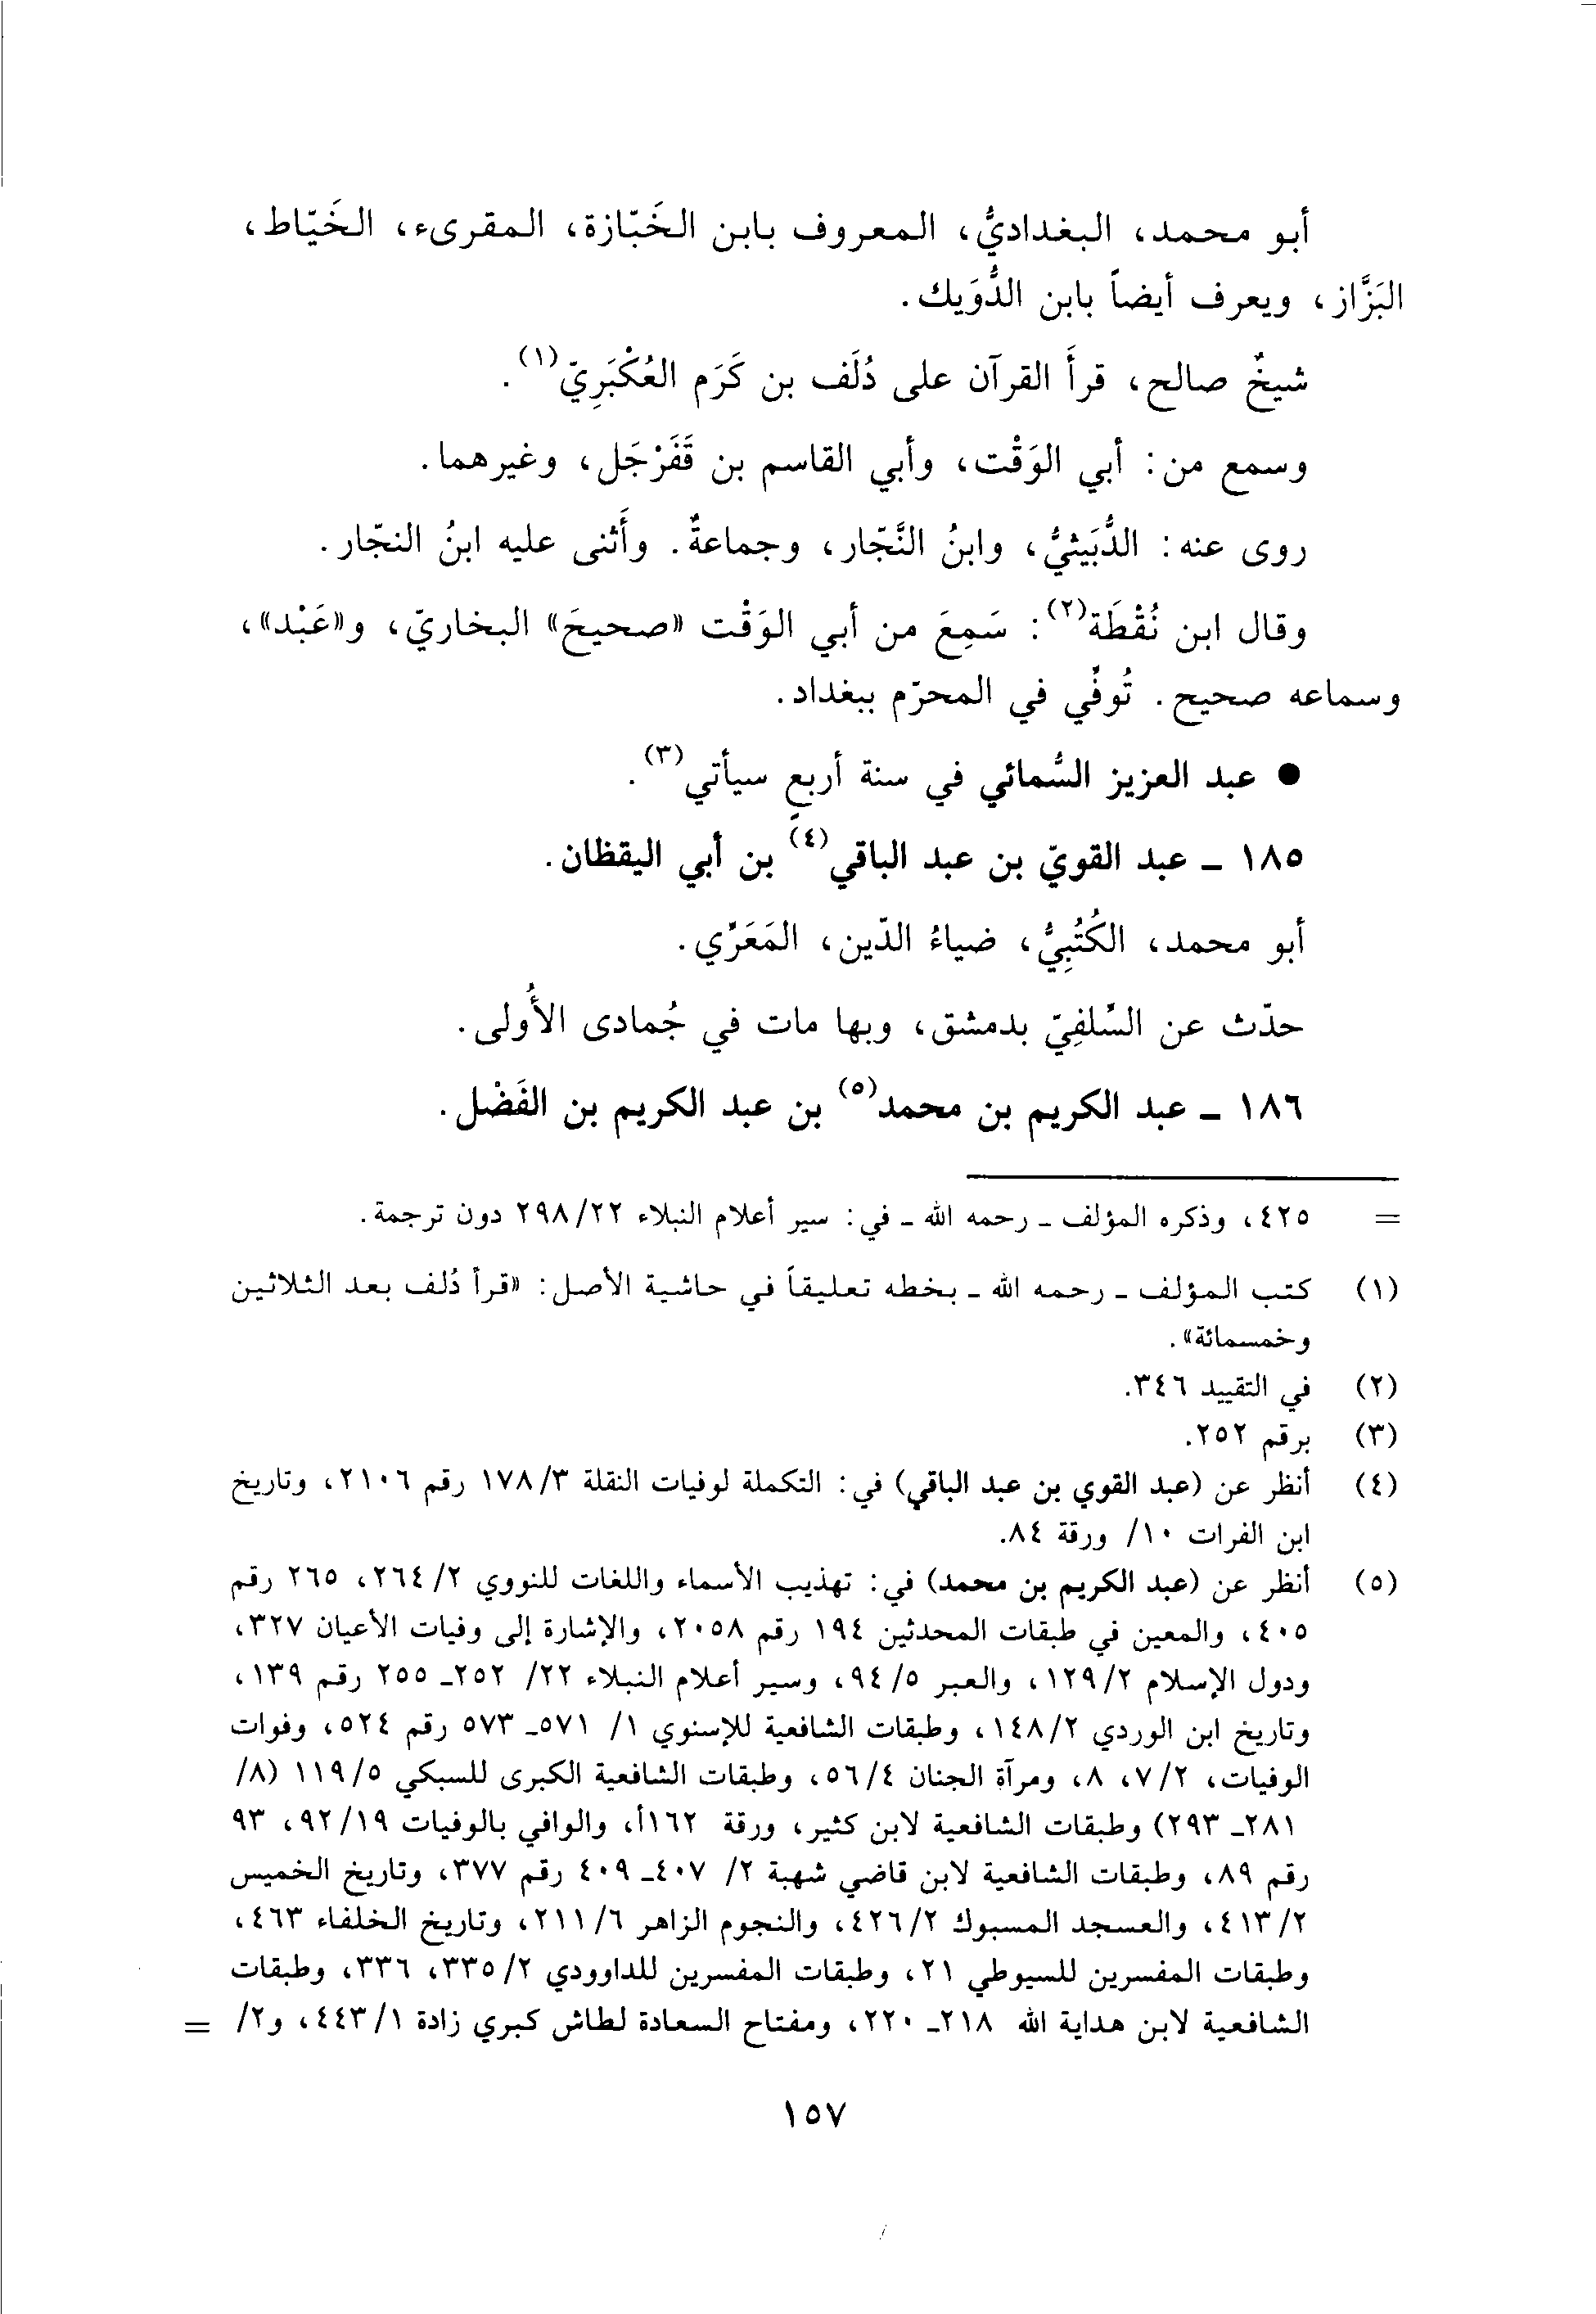 أبو محمد، البغداديُّ، المعروف بابن الخَبّازة، المقرىء، الخَيّاط،
البَزَّاز، ويعرف أيضاً بابن الدُّوَيك.
شيخٌ صالح، قرأَ القرآن على دُلَف بن كَرَم العُكْبَرِيّ(١).
وسمع من: أبي الوَقْت، وأبي القاسم بن قَفَرْجَل، وغيرهما.
روى عنه: الدُّبَيثيُّ، وابنُ النَّجّار، وجماعةٌ. وأَثنى عليه ابنُ النجّار.
وقال ابن نُقْطَة(٢): سَمِعَ من أبي الوَقْت «صحيحَ» البخاريّ، و«عَبْد»،
وسماعه صحيح. تُوفّي في المحرّم ببغداد.
● عبد العزيز السُّمائي في سنة أربعٍ سيأتي(٣).
١٨٥ ـ عبد القويّ بن عبد الباقي(٤) بن أبي اليقظان.
أبو محمد، الكُتُبِيُّ، ضياءُ الدّين، المَعَرّي.
حدّث عن السِّلفِيّ بدمشق، وبها مات في جُمادى الأُولى.
١٨٦ ـ عبد الكريم بن محمد(٥) بن عبد الكريم بن الفَضْل.
= ٤٢٥، وذكره المؤلف ـ رحمه الله ـ في: سير أعلام النبلاء ٢٩٨/٢٢ دون ترجمة.
(١) كتب المؤلف ـ رحمه الله ـ بخطه تعليقاً في حاشية الأصل: «قرأ دُلف بعد الثلاثين
وخمسمائة».
(٢) في التقييد ٣٤٦.
(٣) برقم ٢٥٢.
(٤) أنظر عن (عبد القوي بن عبد الباقي) في: التكملة لوفيات النقلة ١٧٨/٣ رقم ٢١٠٦، وتاريخ
ابن الفرات ١٠/ ورقة ٨٤.
(٥) أنظر عن (عبد الكريم بن محمد) في: تهذيب الأسماء واللغات للنووي ٢٦٤/٢، ٢٦٥ رقم
٤٠٥، والمعين في طبقات المحدثين ١٩٤ رقم ٢٠٥٨، والإشارة إلى وفيات الأعيان ٣٢٧،
ودول الإسلام ١٢٩/٢، والعبر ٩٤/٥، وسير أعلام النبلاء ٢٢/ ٢٥٢ـ ٢٥٥ رقم ١٣٩،
وتاريخ ابن الوردي ١٤٨/٢، وطبقات الشافعية للإسنوي ١/ ٥٧١ـ ٥٧٣ رقم ٥٢٤، وفوات
الوفيات، ٧/٢، ٨، ومرآة الجنان ٥٦/٤، وطبقات الشافعية الكبرى للسبكي ١١٩/٥ (٨/
٢٨١ـ ٢٩٣) وطبقات الشافعية لابن كثير، ورقة ١٦٢أ، والوافي بالوفيات ٩٢/١٩، ٩٣
رقم ٨٩، وطبقات الشافعية لابن قاضي شهبة ٢/ ٤٠٧ـ ٤٠٩ رقم ٣٧٧، وتاريخ الخميس
٤١٣/٢، والعسجد المسبوك ٤٢٦/٢، والنجوم الزاهر ٢١١/٦، وتاريخ الخلفاء ٤٦٣،
وطبقات المفسرين للسيوطي ٢١، وطبقات المفسرين للداوودي ٣٣٥/٢، ٣٣٦، وطبقات
الشافعية لابن هداية الله ٢١٨ـ ٢٢٠، ومفتاح السعادة لطاش كبري زادة ٤٤٣/١، و٢/ =
١٥٧